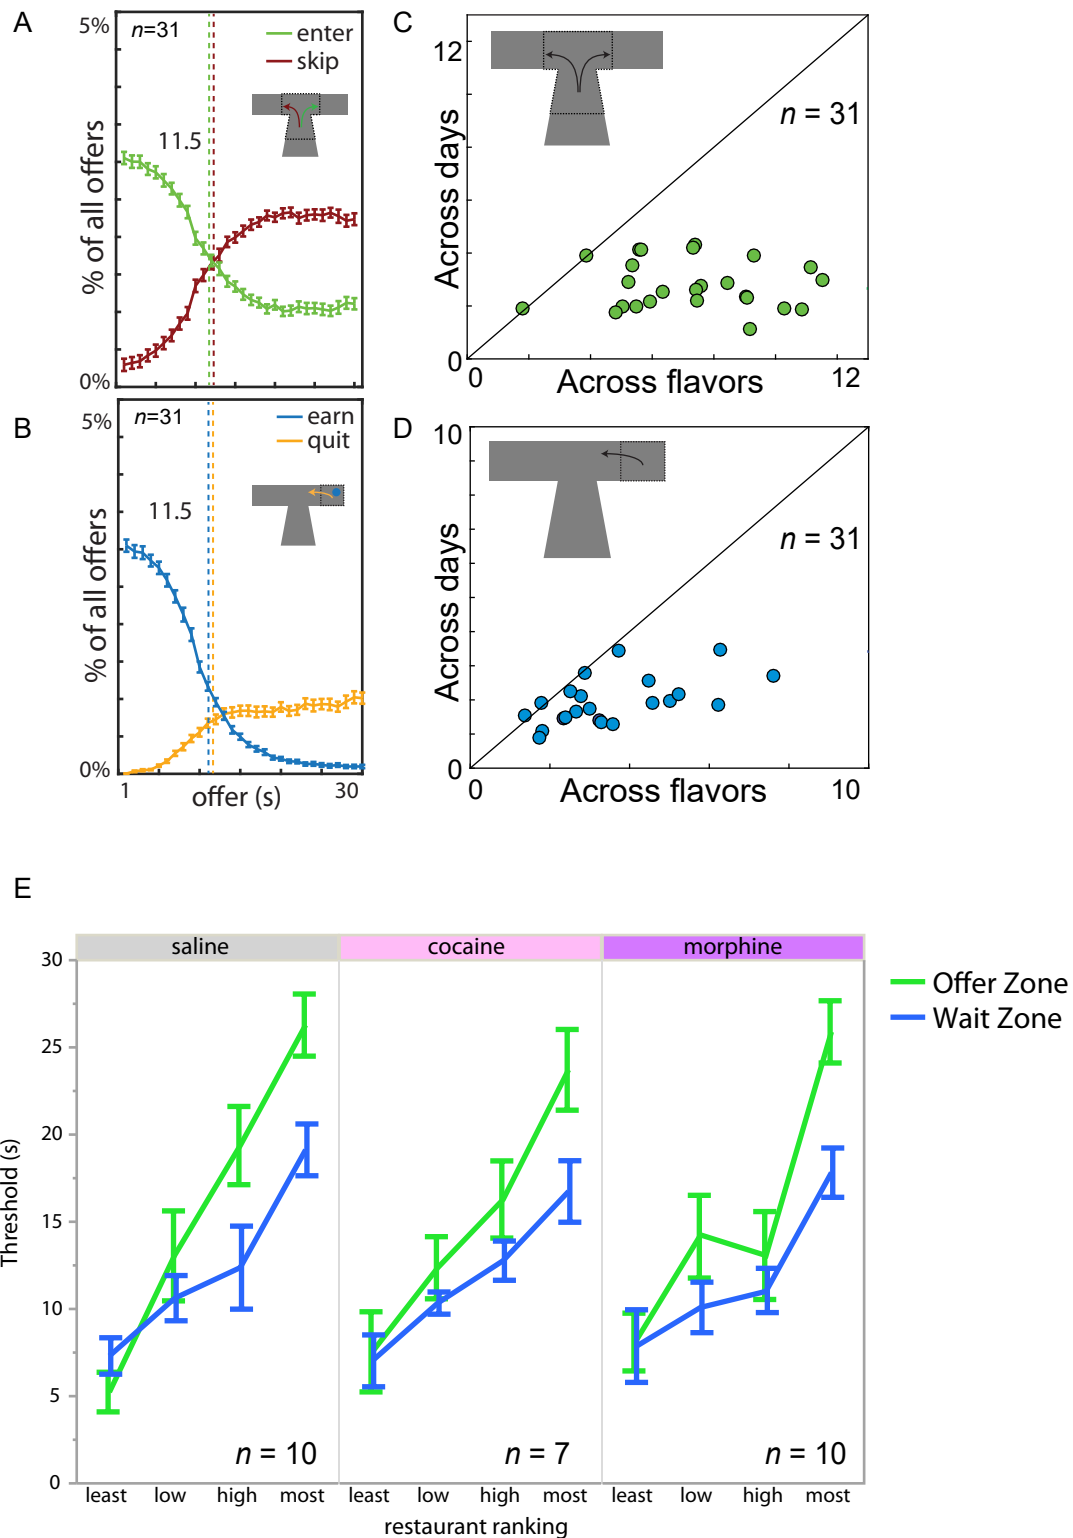 A
5%
n=31
enter
skip
11.5
% of all offers
0%
B
5%
n=31
earn
quit
11.5
% of all offers
0%
1
offer (s)
30
C
12
n = 31
Across days
0
0
Across flavors
12
D
10
n = 31
Across days
0
0
Across flavors
10
E
saline
cocaine
morphine
30
25
20
15
10
5
0
Threshold (s)
Offer Zone
Wait Zone
n = 10
n = 7
n = 10
least low high most least low high most least low high most
restaurant ranking